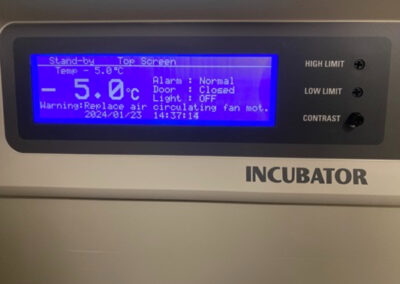 Stand-by Top Screen
Temp - 5.0℃
- 5.0℃
Alarm : Normal
Door : Closed
Light : OFF
Warning:Replace air circulating fan mot.
2024/01/23 14:37:14
HIGH LIMIT
LOW LIMIT
CONTRAST
INCUBATOR